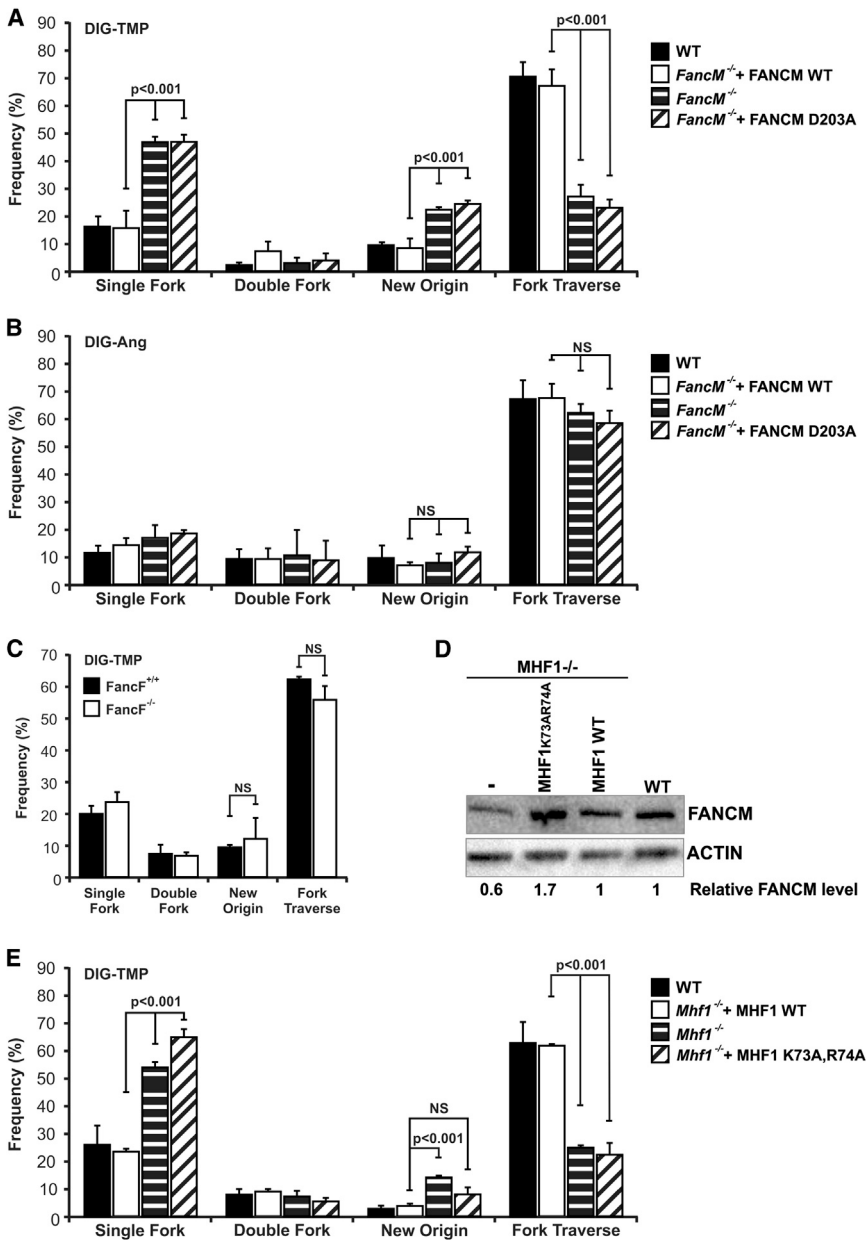 A
DIG-TMP
Frequency (%)
90
80
70
60
50
40
30
20
10
0
p<0.001
p<0.001
p<0.001
Single Fork
Double Fork
New Origin
Fork Traverse
WT
FancM-/- + FANCM WT
FancM-/-
FancM-/- + FANCM D203A
B
DIG-Ang
Frequency (%)
90
80
70
60
50
40
30
20
10
0
NS
NS
Single Fork
Double Fork
New Origin
Fork Traverse
WT
FancM-/- + FANCM WT
FancM-/-
FancM-/- + FANCM D203A
C
DIG-TMP
FancF+/+
FancF-/-
Frequency (%)
70
60
50
40
30
20
10
0
NS
NS
Single
Fork
Double
Fork
New
Origin
Fork
Traverse
D
MHF1-/-
-
MHF1K73AR74A
MHF1 WT
WT
FANCM
ACTIN
0.6 1.7 1 1 Relative FANCM level
E
DIG-TMP
Frequency (%)
90
80
70
60
50
40
30
20
10
0
p<0.001
NS
p<0.001
p<0.001
Single Fork
Double Fork
New Origin
Fork Traverse
WT
Mhf1-/- + MHF1 WT
Mhf1-/-
Mhf1-/- + MHF1 K73A,R74A